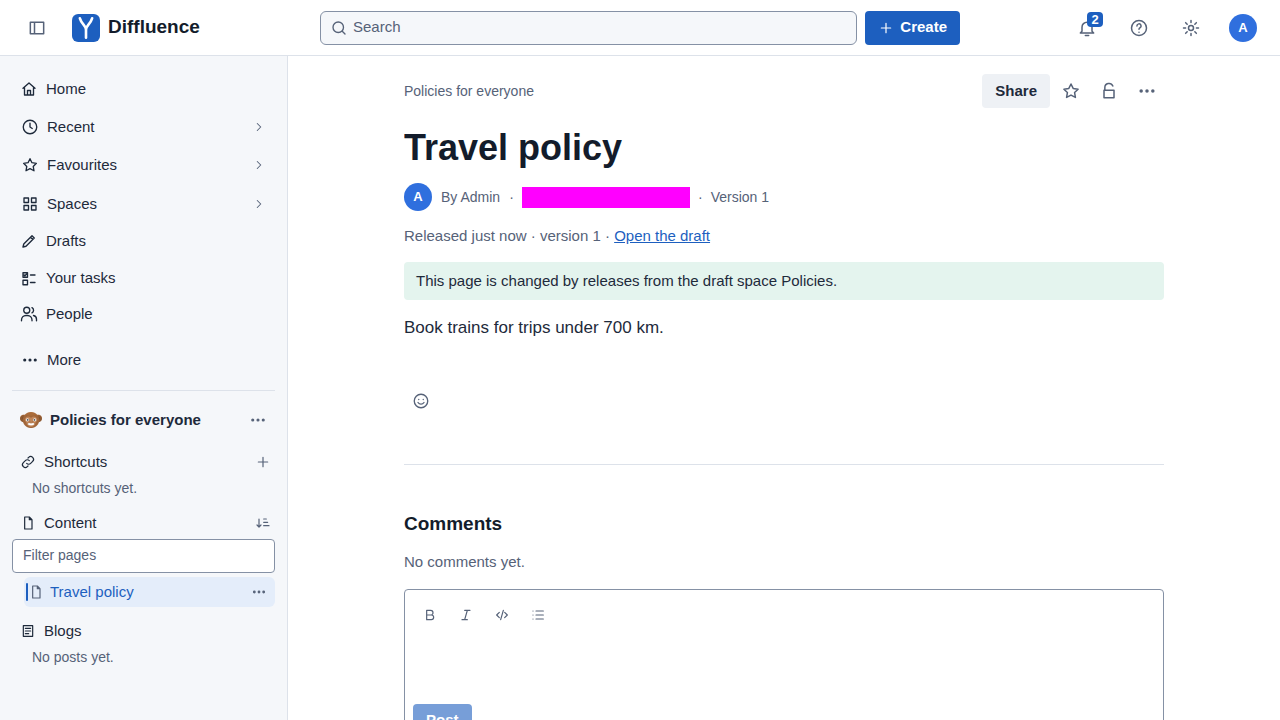 Diffluence
Search
Create
2
A
Home
Recent
Favourites
Spaces
Drafts
Your tasks
People
More
Policies for everyone
Shortcuts
No shortcuts yet.
Content
Filter pages
Travel policy
Blogs
No posts yet.
Policies for everyone
Share
Travel policy
A By Admin · · Version 1
Released just now · version 1 · Open the draft
This page is changed by releases from the draft space Policies.
Book trains for trips under 700 km.
Comments
No comments yet.
Post